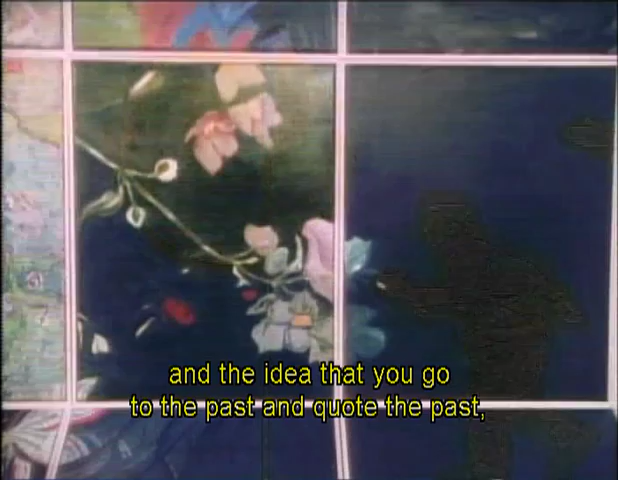 and the idea that you go
to the past and quote the past,